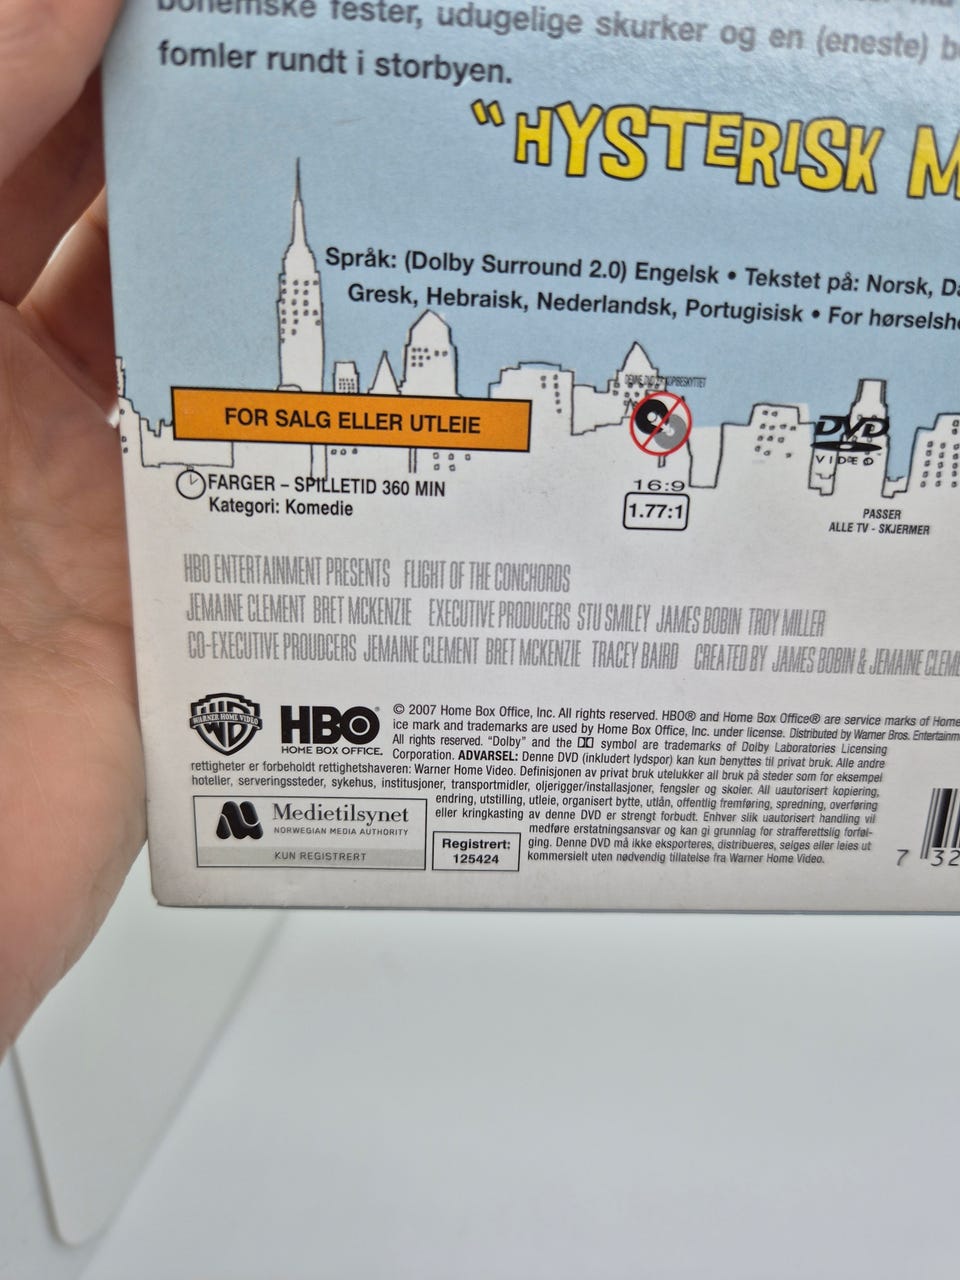 bohemske fester, udugelige skurker og en (eneste)
fomler rundt i storbyen.
"HYSTERISK
Språk: (Dolby Surround 2.0) Engelsk • Tekstet på: Norsk,
Gresk, Hebraisk, Nederlandsk, Portugisisk • For
DENNE DVD ER KOPIBESKYTTET
FOR SALG ELLER UTLEIE
DVD
VIDEO
FARGER – SPILLETID 360 MIN
16:9
Kategori: Komedie
1.77:1
PASSER
ALLE TV - SKJERMER
HBO ENTERTAINMENT PRESENTS FLIGHT OF THE CONCHORDS
JEMAINE CLEMENT BRET MCKENZIE EXECUTIVE PRODUCERS STU SMILEY JAMES BOBIN TROY MILLER
CO-EXECUTIVE PROUDCERS JEMAINE CLEMENT BRET MCKENZIE TRACEY BAIRD CREATED BY JAMES BOBIN & JEMAINE
WARNER HOME VIDEO
HBO®
HOME BOX OFFICE.
© 2007 Home Box Office, Inc. All rights reserved. HBO® and Home Box Office® are service marks of Home
ice mark and trademarks are used by Home Box Office, Inc. under license. Distributed by Warner Bros.
All rights reserved. "Dolby" and the symbol are trademarks of Dolby Laboratories Licensing
Corporation. ADVARSEL: Denne DVD (inkludert lydspor) kan kun benyttes til privat bruk. Alle andre
rettigheter er forbeholdt rettighetshaveren: Warner Home Video. Definisjonen av privat bruk utelukker all bruk på steder som for eksempel
hoteller, serveringssteder, sykehus, institusjoner, transportmidler, oljerigger/installasjoner, fengsler og skoler. All uautorisert kopiering,
endring, utstilling, utleie, organisert bytte, utlån, offentlig fremføring, spredning, overføring
eller kringkasting av denne DVD er strengt forbudt. Enhver slik uautorisert handling vil
medføre erstatningsansvar og kan gi grunnlag for strafferettslig forføl-
ging. Denne DVD må ikke eksporteres, distribueres, selges eller leies ut
kommersielt uten nødvendig tillatelse fra Warner Home Video.
Medietilsynet
NORWEGIAN MEDIA AUTHORITY
KUN REGISTRERT
Registrert:
125424
7 32